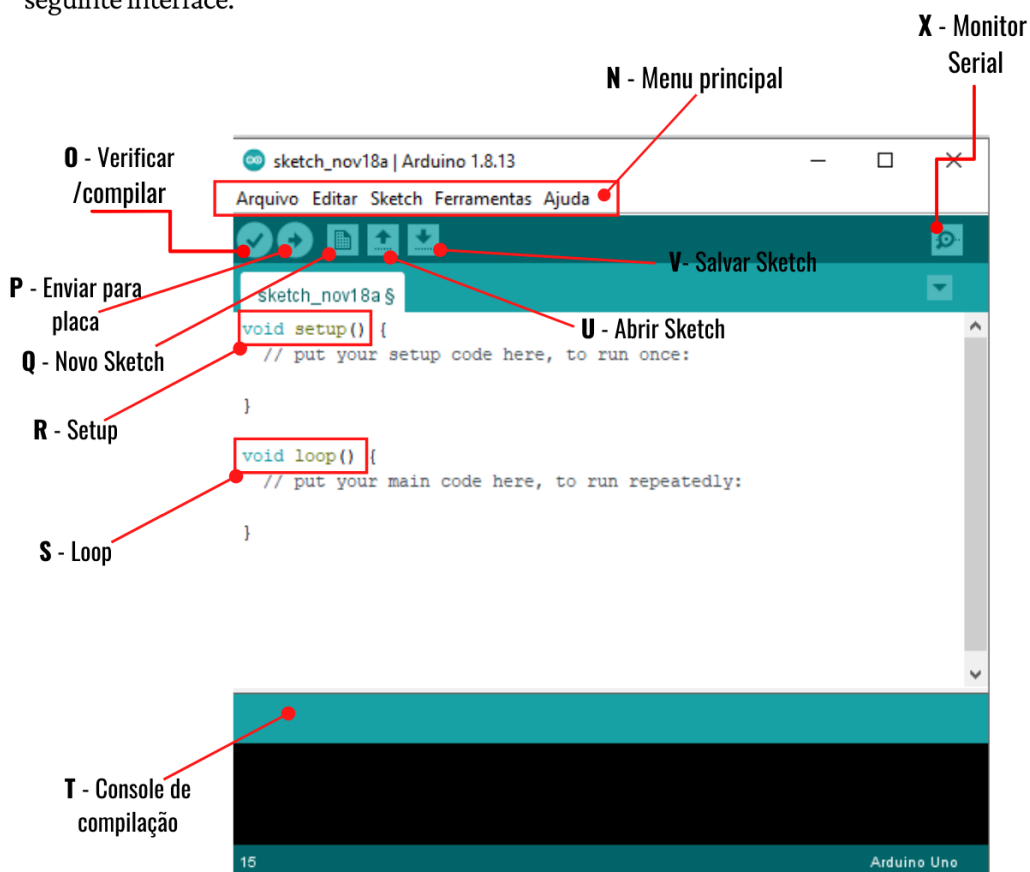 seguinte interface:
X - Monitor
Serial
N - Menu principal
O - Verificar
/compilar
sketch_nov18a | Arduino 1.8.13
Arquivo Editar Sketch Ferramentas Ajuda
V- Salvar Sketch
P - Enviar para
placa
sketch_nov18a §
U - Abrir Sketch
Q - Novo Sketch
void setup() {
// put your setup code here, to run once:
}
R - Setup
void loop() {
// put your main code here, to run repeatedly:
}
S - Loop
T - Console de
compilação
15
Arduino Uno